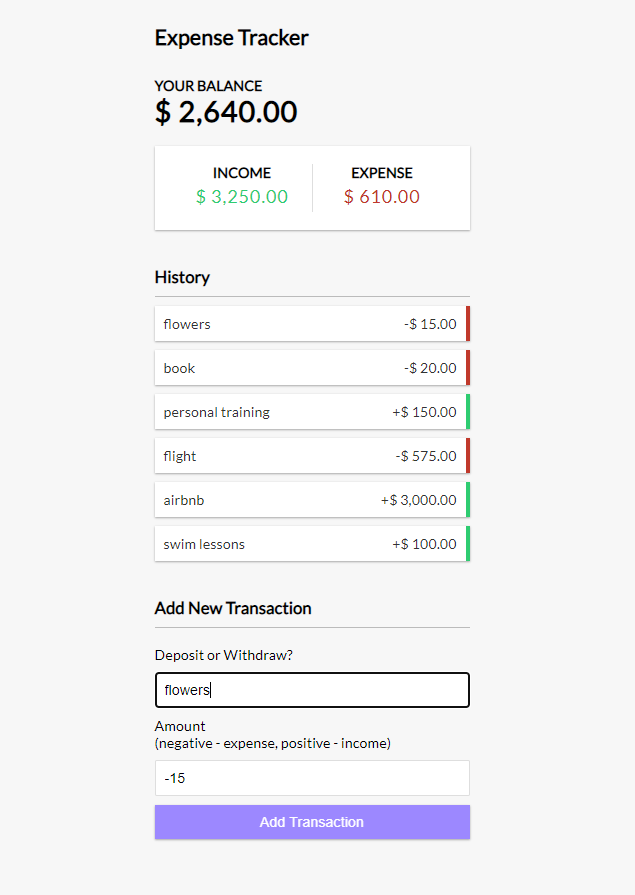 Expense Tracker
YOUR BALANCE
$ 2,640.00
INCOME EXPENSE
$ 3,250.00 $ 610.00
History
flowers -$ 15.00
book -$ 20.00
personal training +$ 150.00
flight -$ 575.00
airbnb +$ 3,000.00
swim lessons +$ 100.00
Add New Transaction
Deposit or Withdraw?
flowers
Amount
(negative - expense, positive - income)
-15
Add Transaction